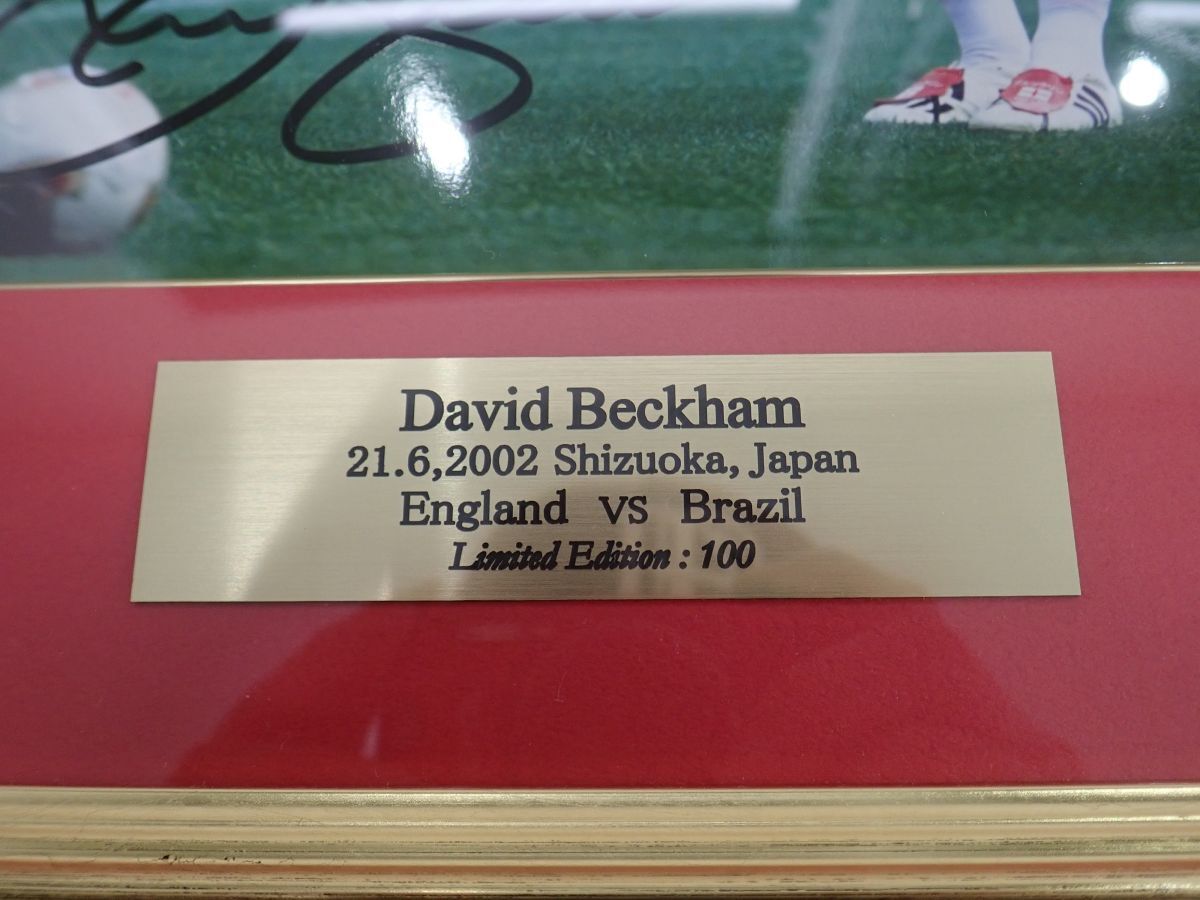 David Beckham
21.6,2002 Shizuoka, Japan
England vs Brazil
Limited Edition : 100